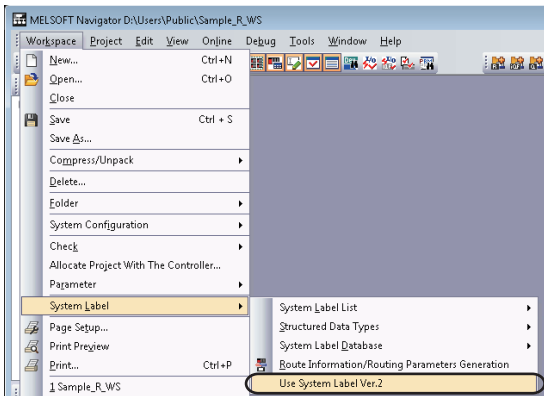 MELSOFT Navigator D:\Users\Public\Sample_R_WS
Workspace Project Edit View Online Debug Tools Window Help
New... Ctrl+N
Open... Ctrl+O
Close
Save Ctrl + S
Save As...
Compress/Unpack
Delete...
Folder
System Configuration
Check
Allocate Project With The Controller...
Parameter
System Label
Page Setup...
Print Preview
Print... Ctrl+P
1 Sample_R_WS
System Label List
Structured Data Types
System Label Database
Route Information/Routing Parameters Generation
Use System Label Ver.2